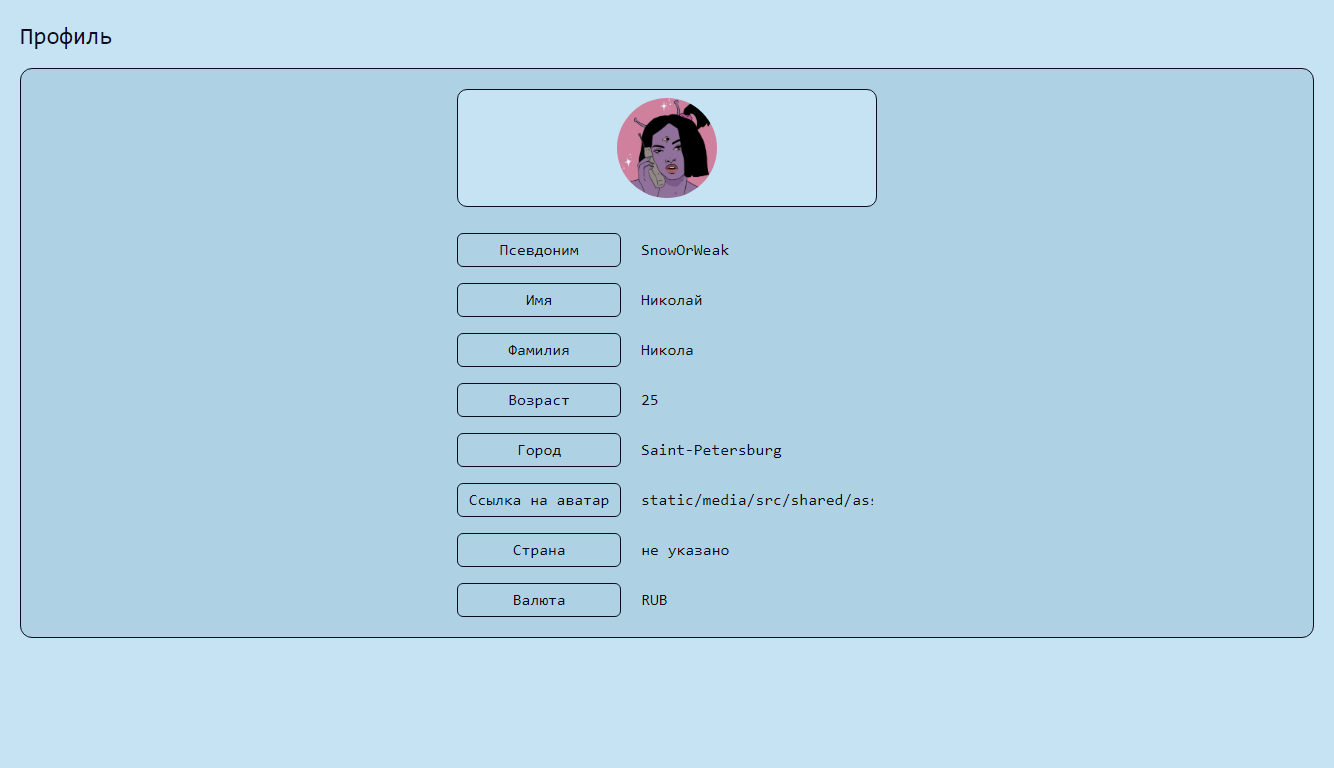 Профиль
Псевдоним SnowOrWeak
Имя Николай
Фамилия Никола
Возраст 25
Город Saint-Petersburg
Ссылка на аватар static/media/src/shared/as
Страна не указано
Валюта RUB